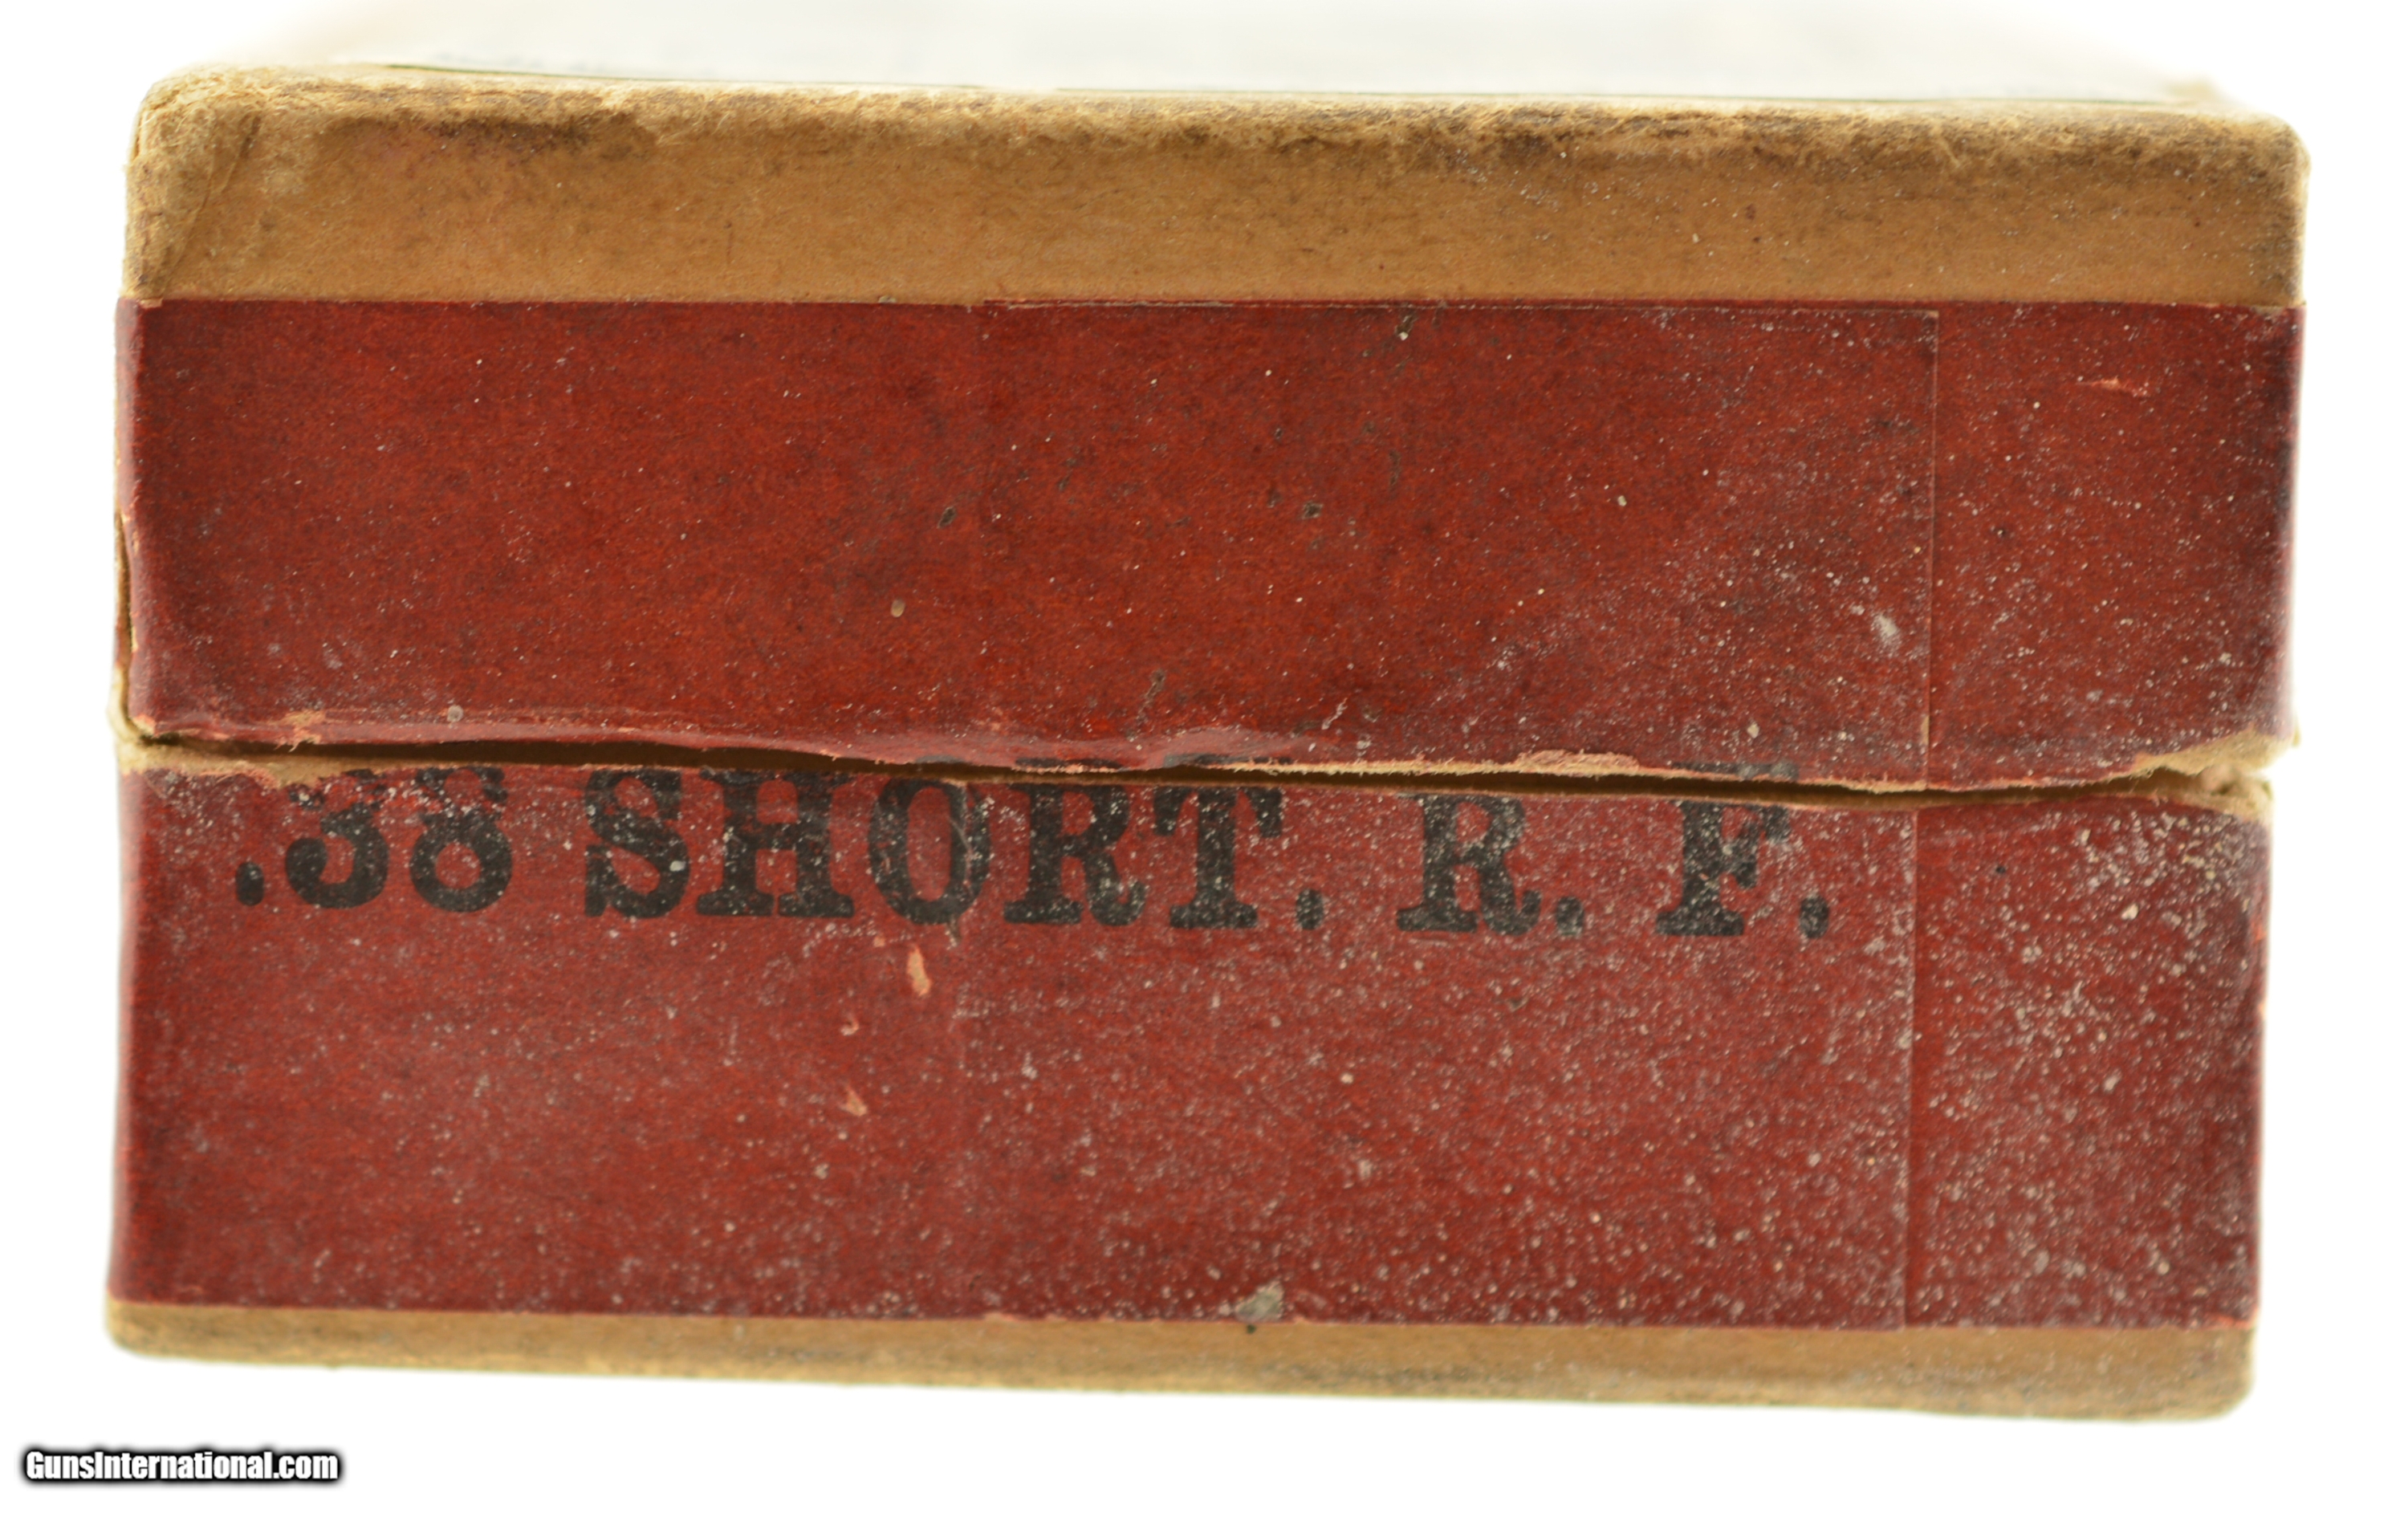 .38 SHORT. R. F.
GunsInternational.com